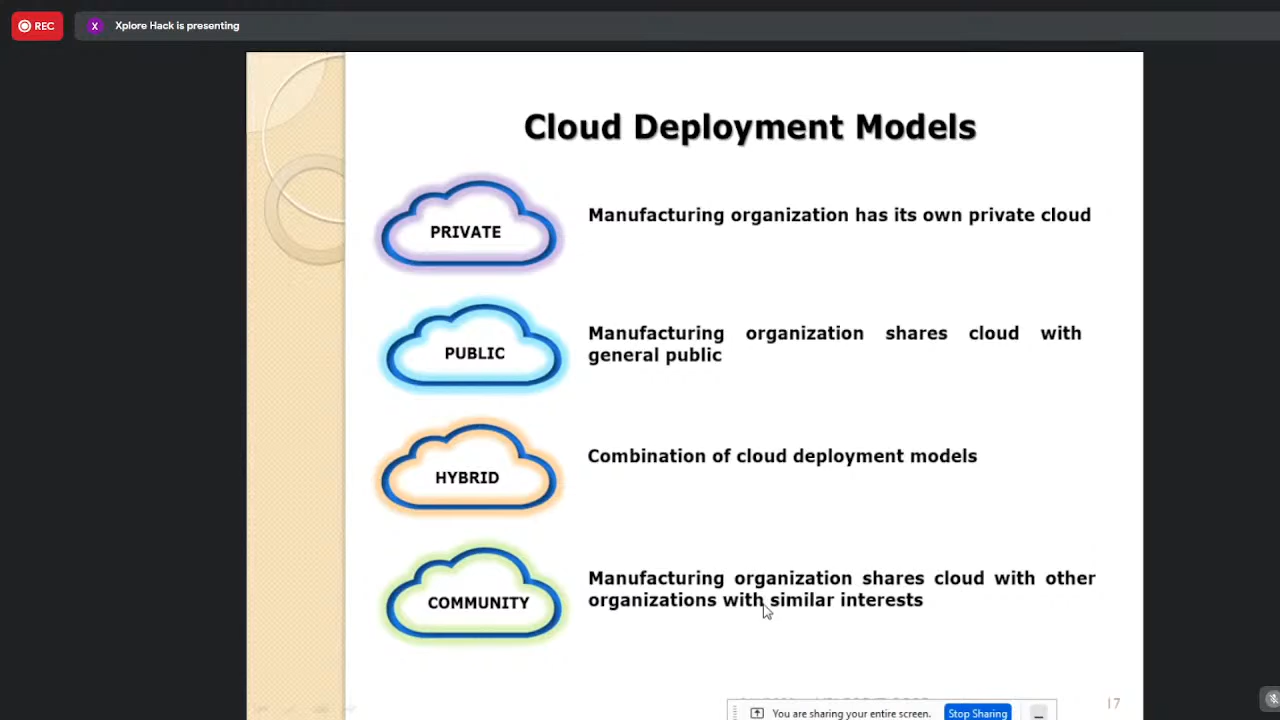 REC
X
Xplore Hack is presenting
Cloud Deployment Models
PRIVATE
Manufacturing organization has its own private cloud
PUBLIC
Manufacturing organization shares cloud with
general public
HYBRID
Combination of cloud deployment models
COMMUNITY
Manufacturing organization shares cloud with other
organizations with similar interests
17
You are sharing your entire screen.
Stop Sharing